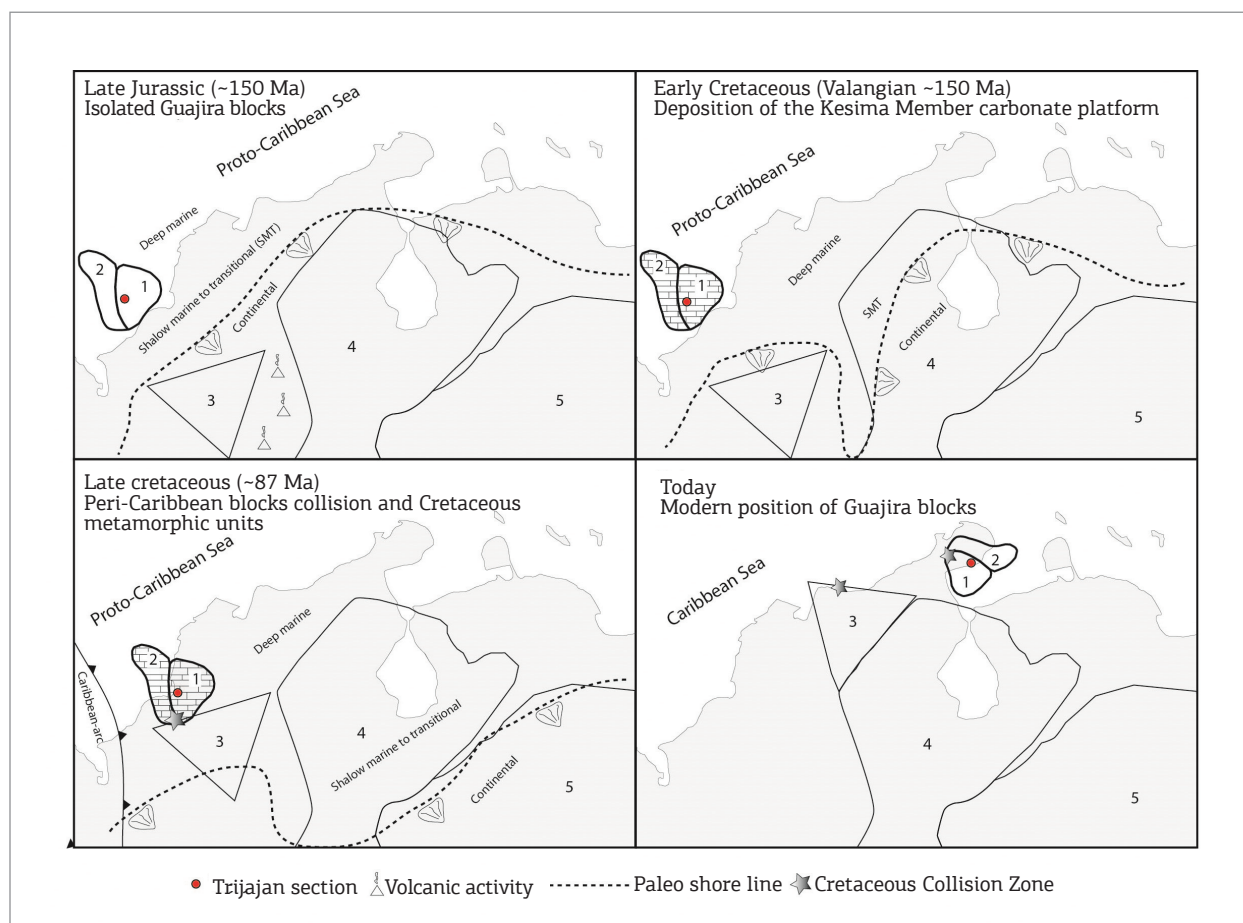 Late Jurassic (~150 Ma)
Isolated Guajira blocks
Proto-Caribbean Sea
Deep marine
Shalow marine to transitional (SMT)
Continental
2
1
3
4
5
Early Cretaceous (Valangian ~150 Ma)
Deposition of the Kesima Member carbonate platform
Proto-Caribbean Sea
Deep marine
SMT
Continental
2
1
3
4
5
Late cretaceous (~87 Ma)
Peri-Caribbean blocks collision and Cretaceous
metamorphic units
Proto-Caribbean Sea
Deep marine
Caribbean-arc
Shalow marine to transitional
Continental
2
1
3
4
5
Today
Modern position of Guajira blocks
Caribbean Sea
2
1
3
4
5
Trijajan section
Volcanic activity
Paleo shore line
Cretaceous Collision Zone